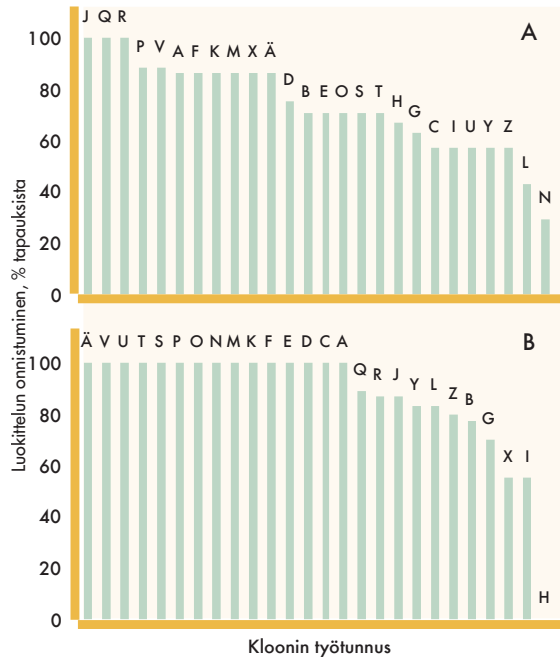 J Q R
P V A F K M X Ä
D B E O S T H G C I U Y Z L N
A
100
80
60
40
20
0
Luokittelun onnistuminen, % tapauksista
Ä V U T S P O N M K F E D C A
Q R J Y L Z B G X I H
B
100
80
60
40
20
0
Kloonin työtunnus